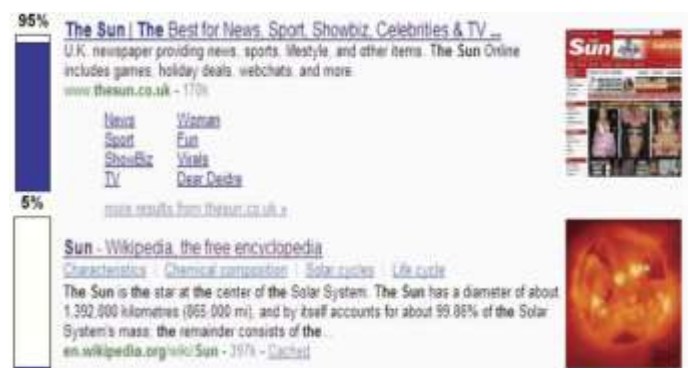 95%
The Sun | The Best for News, Sport, Showbiz, Celebrities & TV ...
U.K. newspaper providing news, sports, lifestyle, and other items. The Sun Online
includes games, holiday deals, webchats, and more.
www.thesun.co.uk - 170k
News Woman
Sport Fun
ShowBiz Virals
TV Dear Deidre
more results from thesun.co.uk »
5%
Sun - Wikipedia, the free encyclopedia
Characteristics | Chemical composition | Solar cycles | Life cycle
The Sun is the star at the center of the Solar System. The Sun has a diameter of about
1,392,000 kilometres (865,000 mi), and by itself accounts for about 99.86% of the Solar
System's mass; the remainder consists of the ...
en.wikipedia.org/wiki/Sun - 397k - Cached
Sun